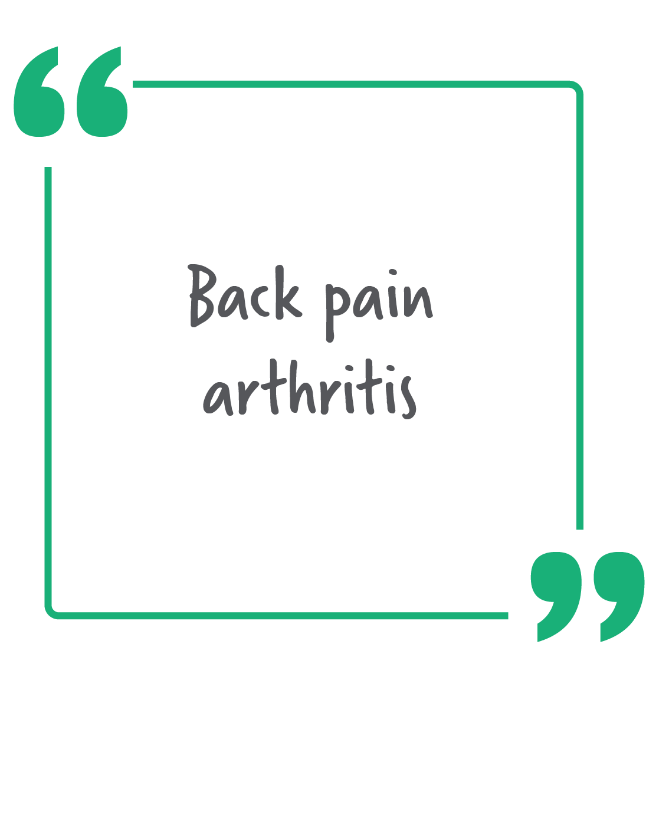 “
Back pain
arthritis
”